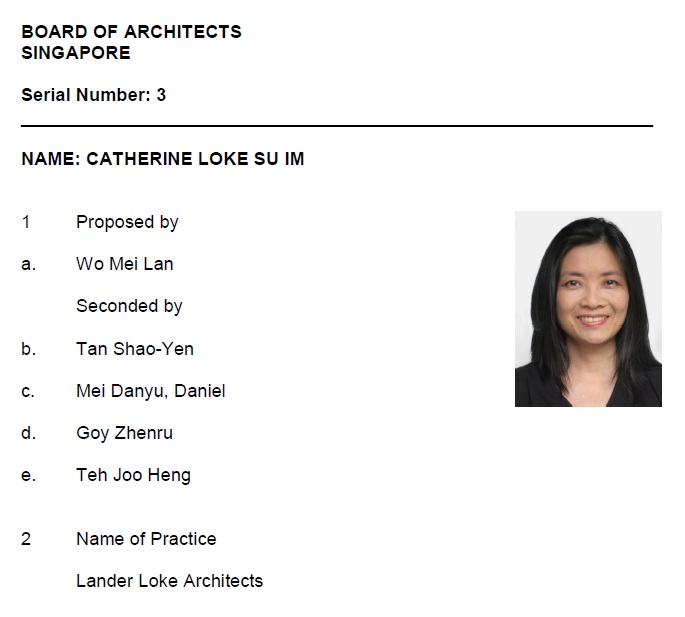 BOARD OF ARCHITECTS
SINGAPORE
Serial Number: 3
NAME: CATHERINE LOKE SU IM
1 Proposed by
a. Wo Mei Lan
Seconded by
b. Tan Shao-Yen
c. Mei Danyu, Daniel
d. Goy Zhenru
e. Teh Joo Heng
2 Name of Practice
Lander Loke Architects